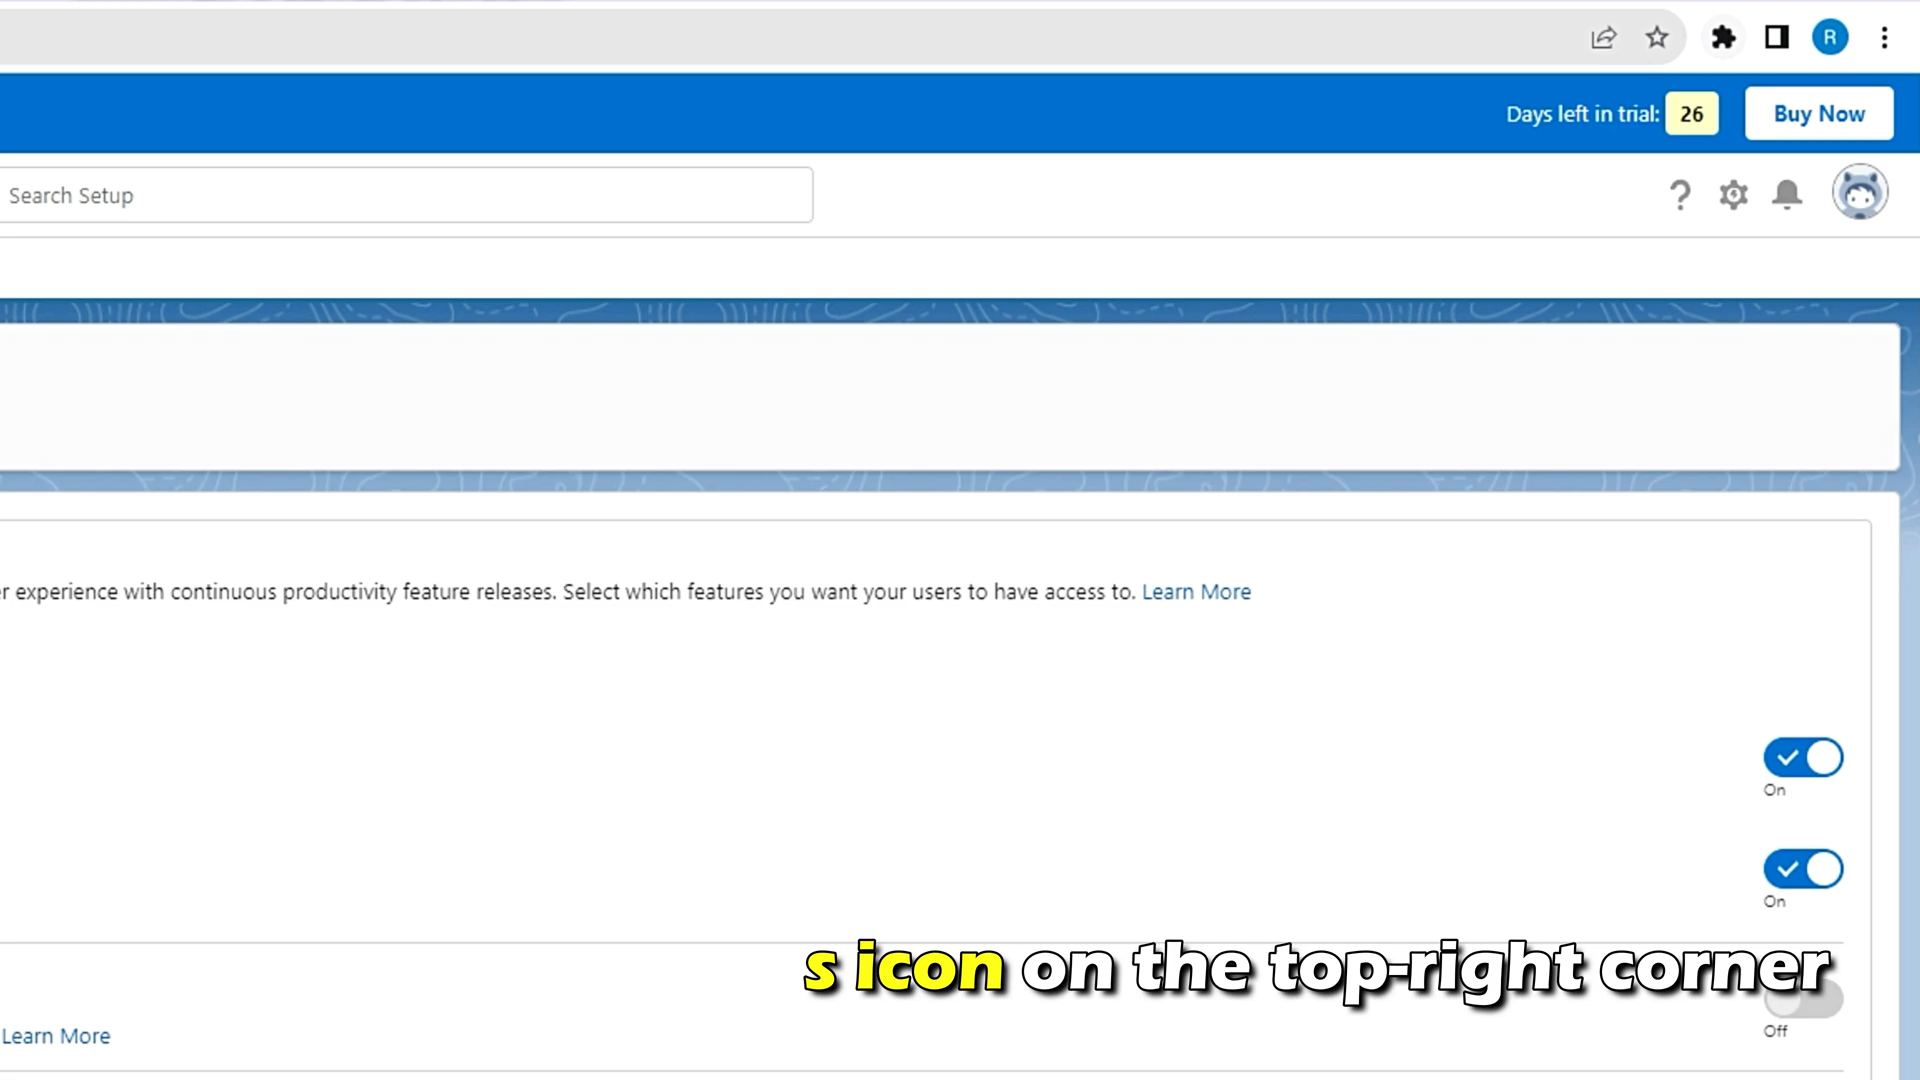 R
Days left in trial: 26 Buy Now
Search Setup
er experience with continuous productivity feature releases. Select which features you want your users to have access to. Learn More
On
On
s icon on the top-right corner
Off
Learn More